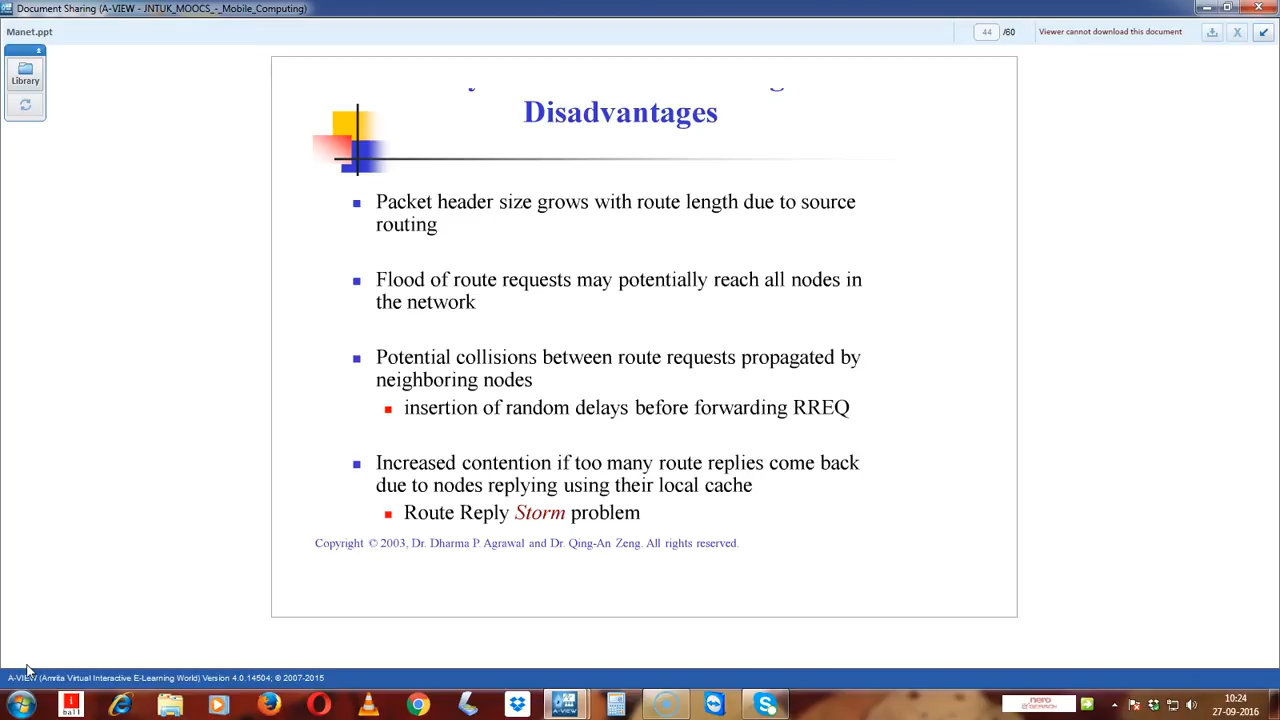 Document Sharing (A-VIEW - JNTUK_MOOCS_-_Mobile_Computing)
Manet.ppt
44 /60
Viewer cannot download this document
X
Library
Disadvantages
Packet header size grows with route length due to source
routing
Flood of route requests may potentially reach all nodes in
the network
Potential collisions between route requests propagated by
neighboring nodes
insertion of random delays before forwarding RREQ
Increased contention if too many route replies come back
due to nodes replying using their local cache
Route Reply Storm problem
Copyright © 2003, Dr. Dharma P. Agrawal and Dr. Qing-An Zeng. All rights reserved.
A-VIEW (Amrita Virtual Interactive E-Learning World) Version 4.0.14504; © 2007-2015
i
ball
A-VIEW
nero
SEARCH
10:24
27-09-2016